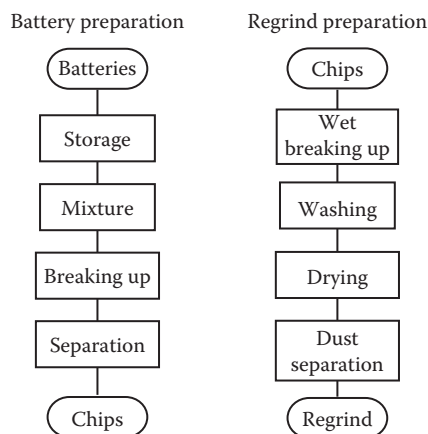 Battery preparation
Batteries
Storage
Mixture
Breaking up
Separation
Chips
Regrind preparation
Chips
Wet
breaking up
Washing
Drying
Dust
separation
Regrind